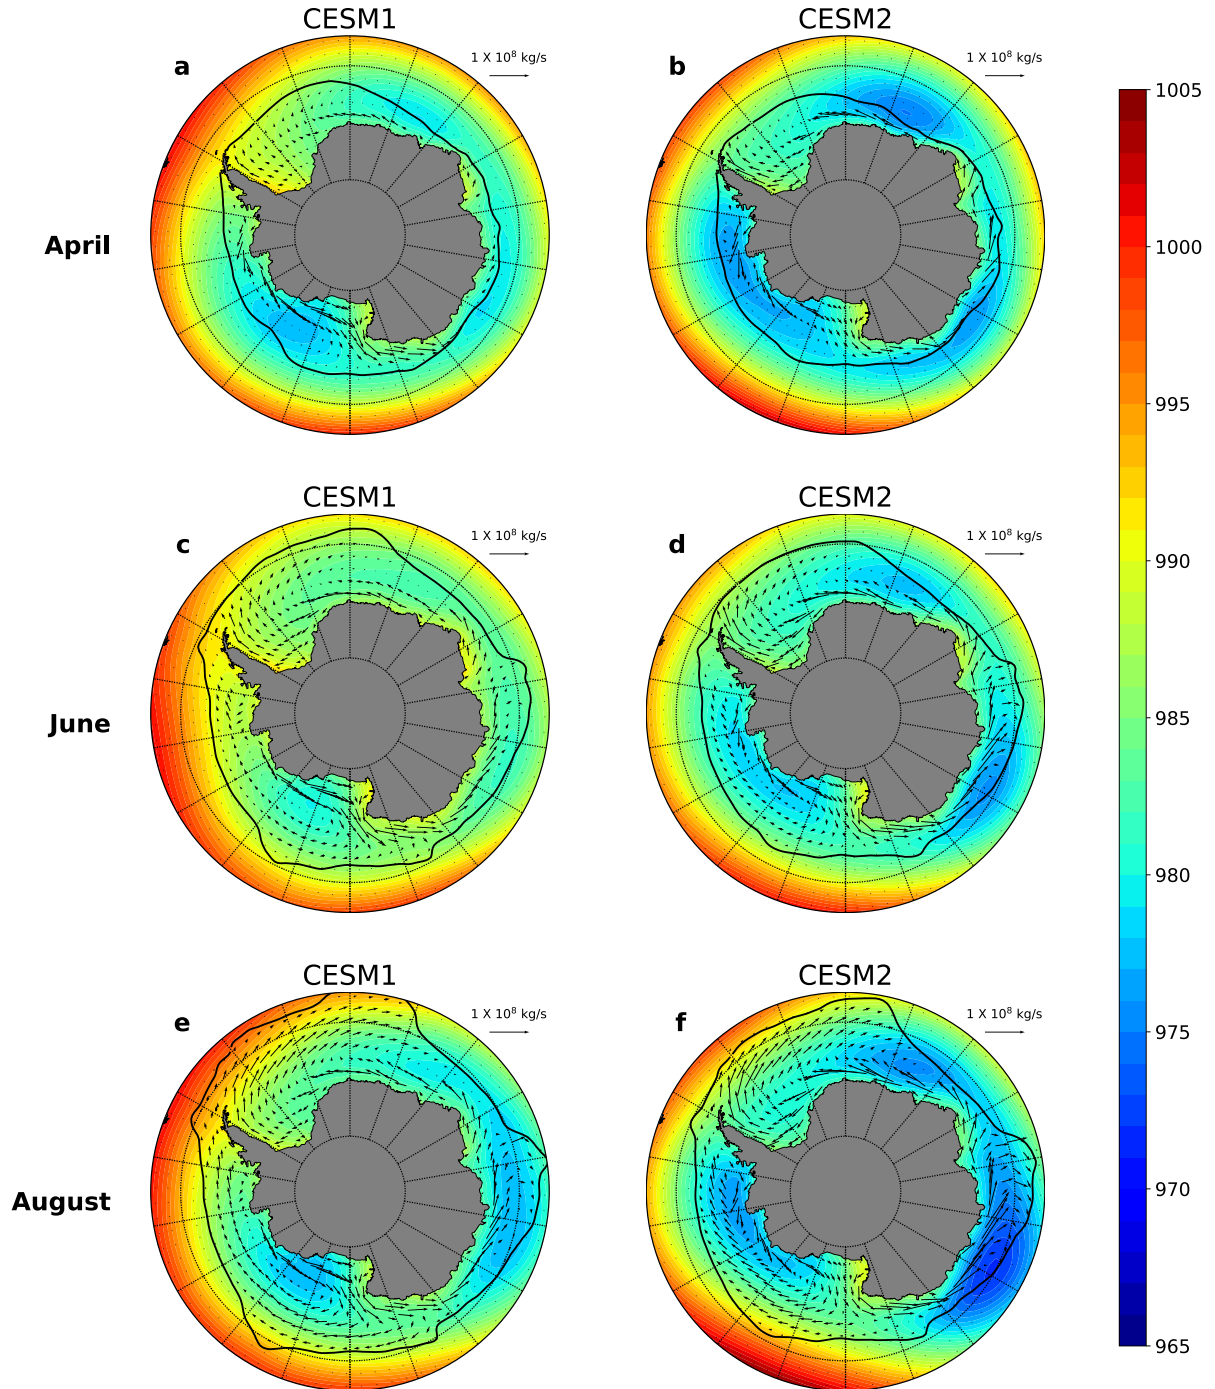 CESM1
CESM2
a
1 X 10⁸ kg/s
b
1 X 10⁸ kg/s
April
CESM1
CESM2
c
1 X 10⁸ kg/s
d
1 X 10⁸ kg/s
June
CESM1
CESM2
e
1 X 10⁸ kg/s
f
1 X 10⁸ kg/s
August
1005
1000
995
990
985
980
975
970
965